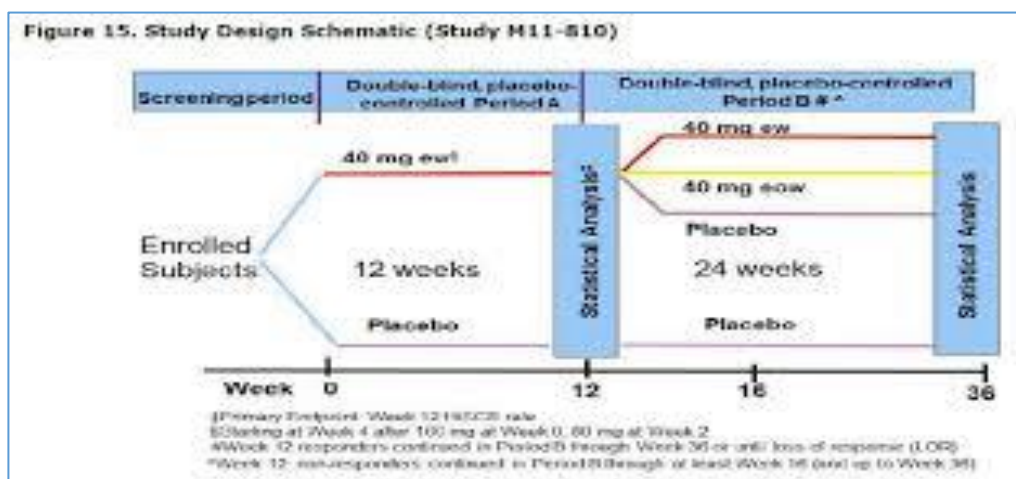 Figure 15. Study Design Schematic (Study M11-810)
Screening period
Double-blind, placebo-
controlled Period A
Double-blind, placebo-controlled
Period B # ^
40 mg ew
40 mg ew§
40 mg eow
Placebo
Enrolled
Subjects
12 weeks
Statistical Analysis‡
24 weeks
Statistical Analysis
Placebo
Placebo
Week 0 12 16 36
‡Primary Endpoint: Week 12 HiSCR rate
§Starting at Week 4 after 160 mg at Week 0, 80 mg at Week 2
#Week 12 responders continued in Period B through Week 36 or until loss of response (LOR)
^Week 12 non-responders continued in Period B through at least Week 16 (and up to Week 36)